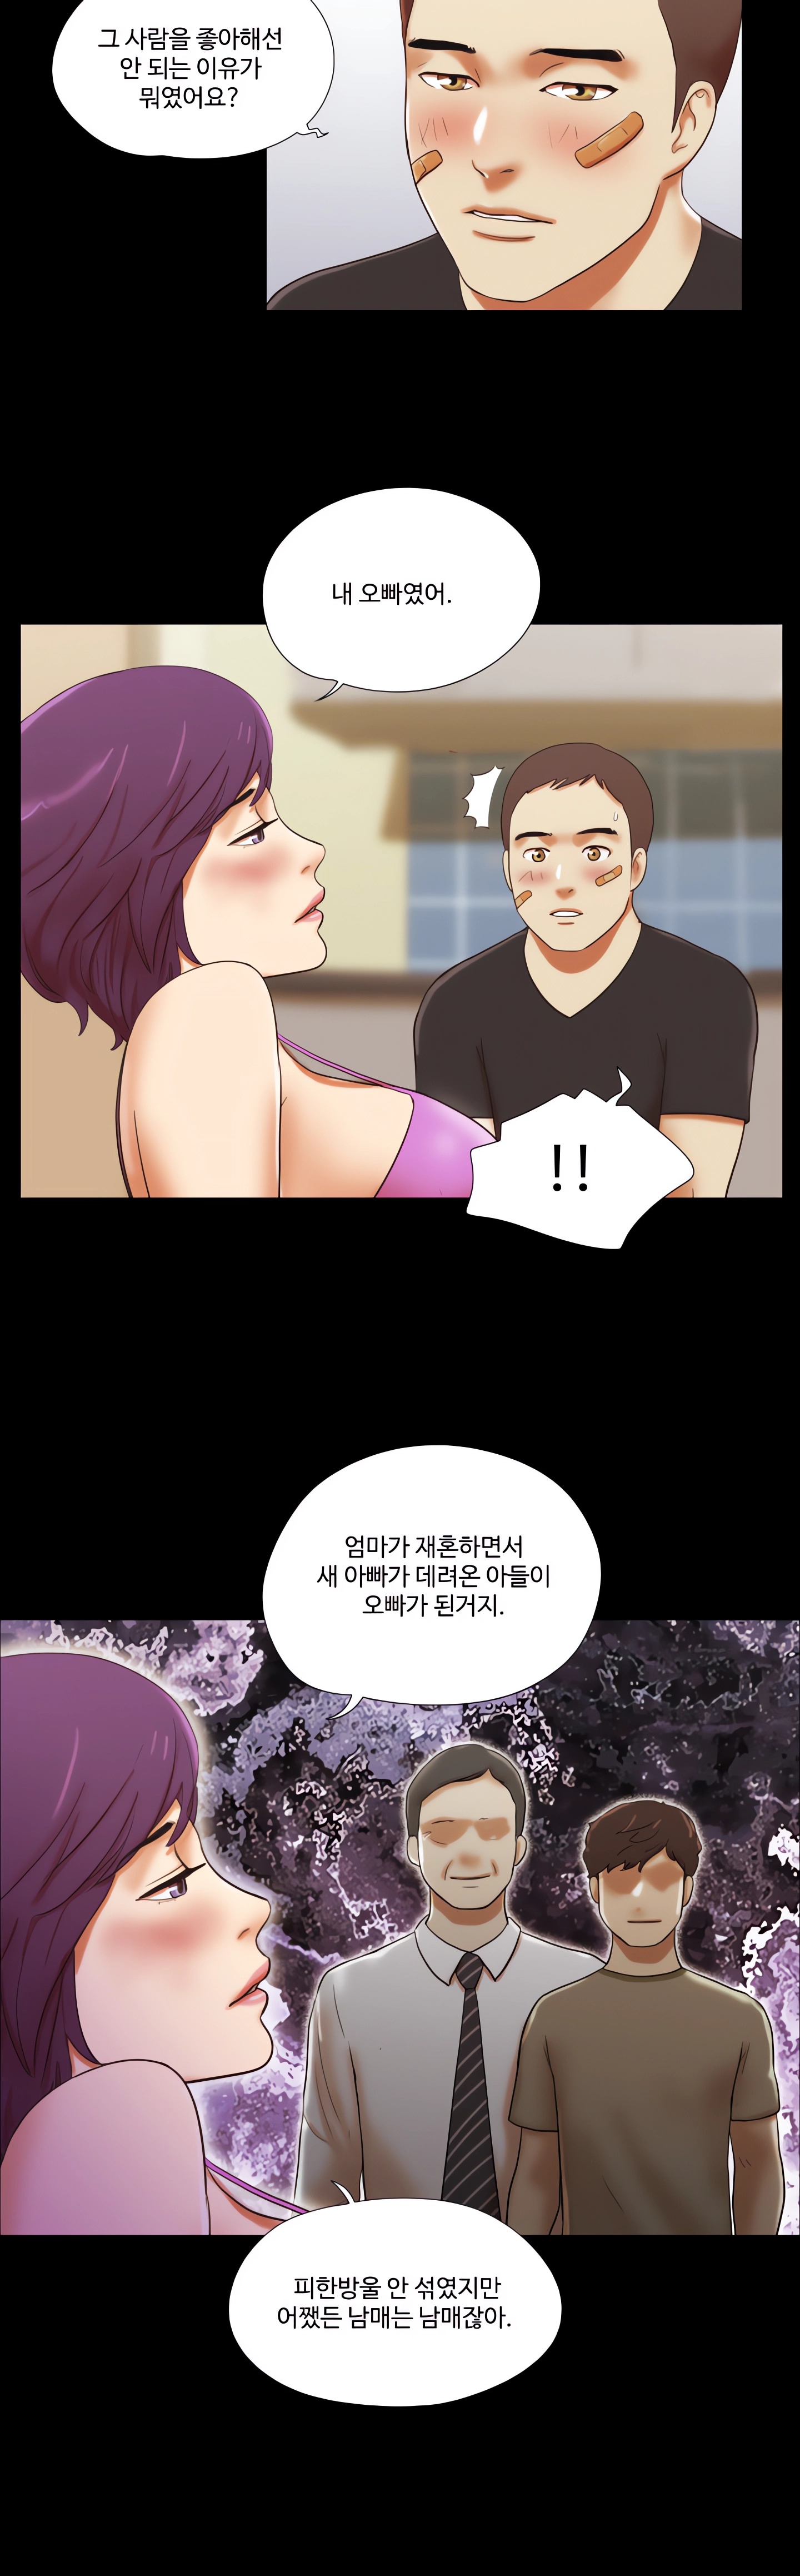 그 사람을 좋아해선
안 되는 이유가
뭐였어요?
내 오빠였어.
!!
엄마가 재혼하면서
새 아빠가 데려온 아들이
오빠가 된거지.
피한방울 안 섞였지만
어쨌든 남매는 남매잖아.